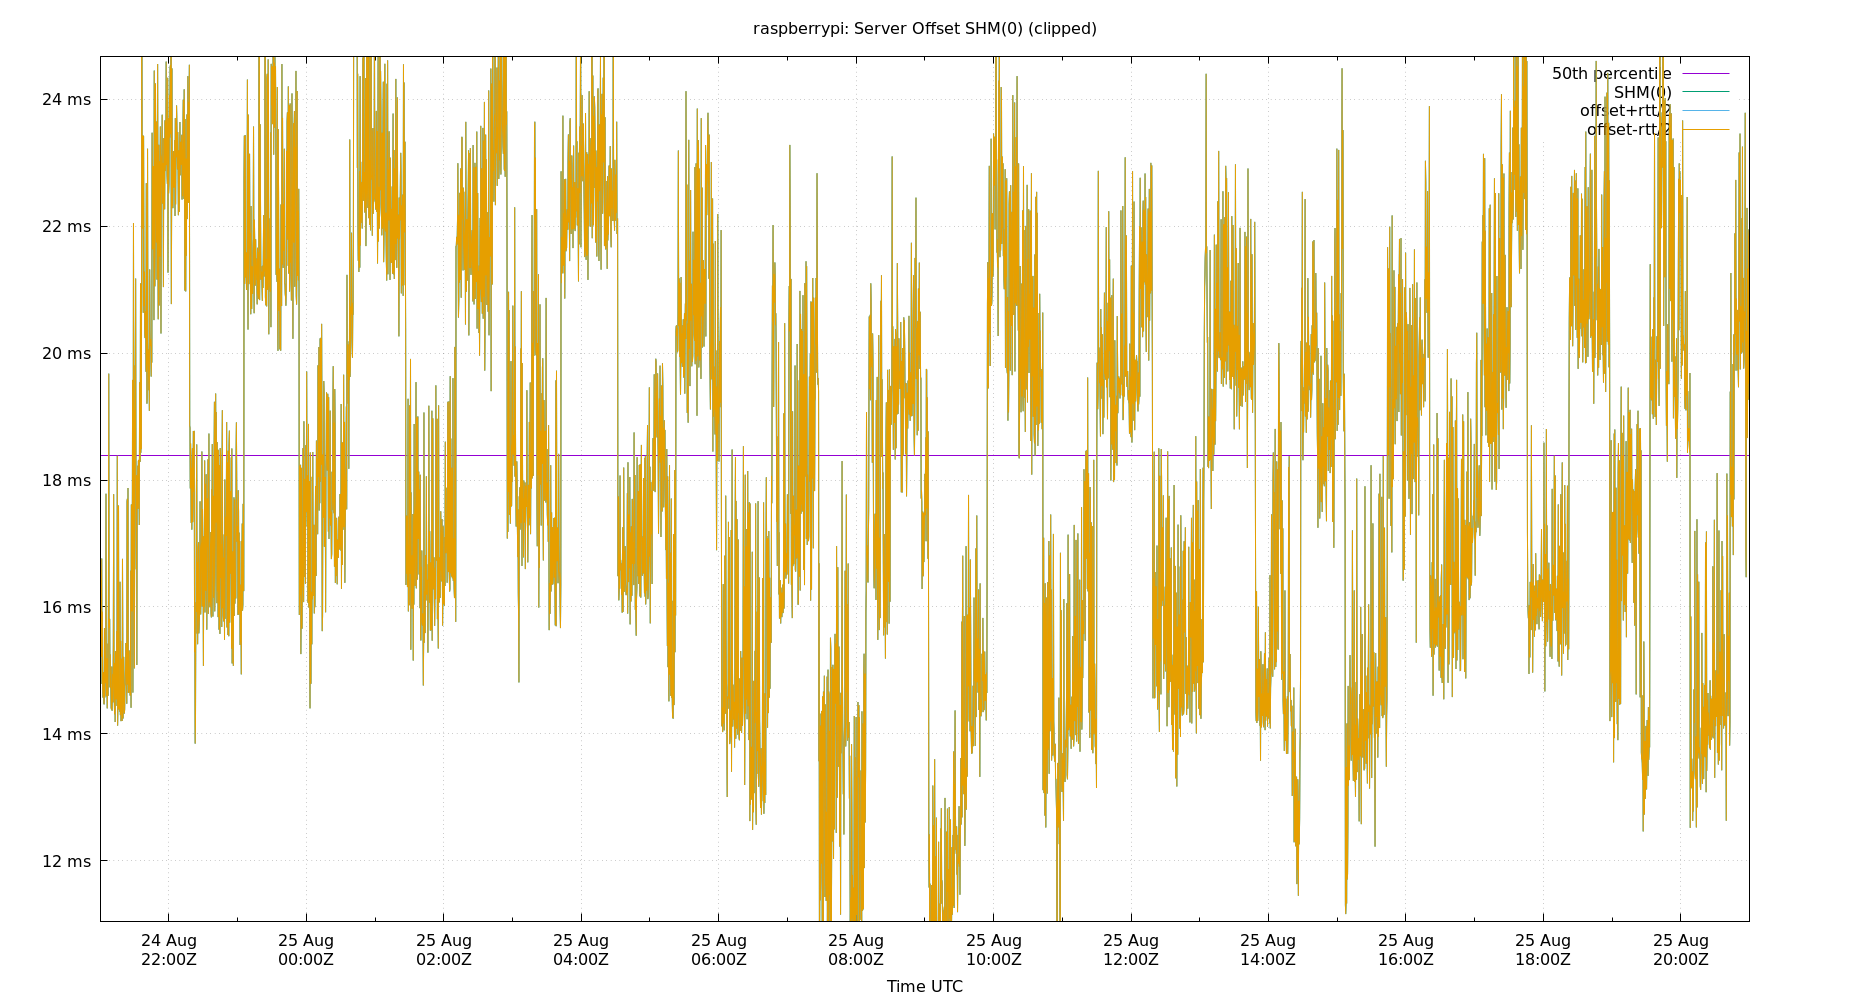 raspberrypi: Server Offset SHM(0) (clipped)
50th percentile
SHM(0)
offset+rtt/2
offset-rtt/2
24 ms
22 ms
20 ms
18 ms
16 ms
14 ms
12 ms
24 Aug 25 Aug 25 Aug 25 Aug 25 Aug 25 Aug 25 Aug 25 Aug 25 Aug 25 Aug 25 Aug 25 Aug
22:00Z 00:00Z 02:00Z 04:00Z 06:00Z 08:00Z 10:00Z 12:00Z 14:00Z 16:00Z 18:00Z 20:00Z
Time UTC